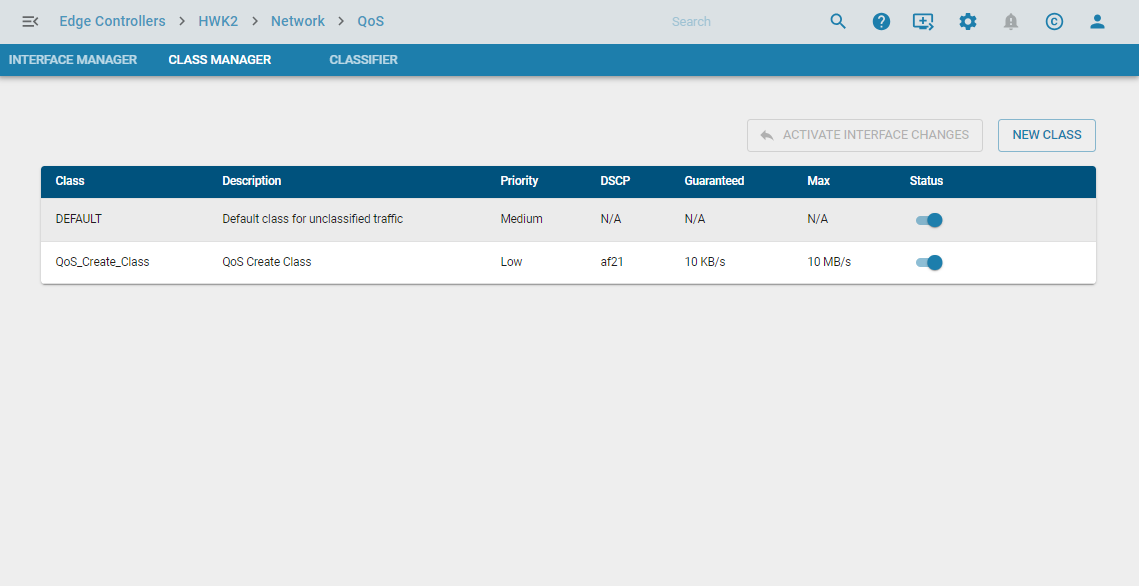 Edge Controllers > HWK2 > Network > QoS Search
INTERFACE MANAGER CLASS MANAGER CLASSIFIER
ACTIVATE INTERFACE CHANGES NEW CLASS
Class Description Priority DSCP Guaranteed Max Status
DEFAULT Default class for unclassified traffic Medium N/A N/A N/A
QoS_Create_Class QoS Create Class Low af21 10 KB/s 10 MB/s